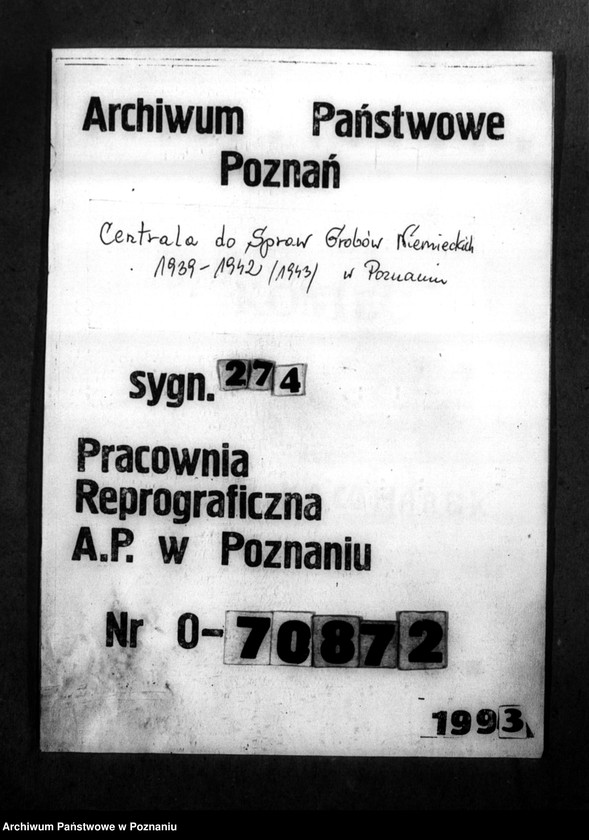 Archiwum Państwowe
Poznań
Centrala do Spraw Grobów Niemieckich
1939-1942 /1943/ w Poznaniu
sygn. 274
Pracownia
Reprograficzna
A.P. w Poznaniu
Nr O-70872
1993
Archiwum Państwowe w Poznaniu